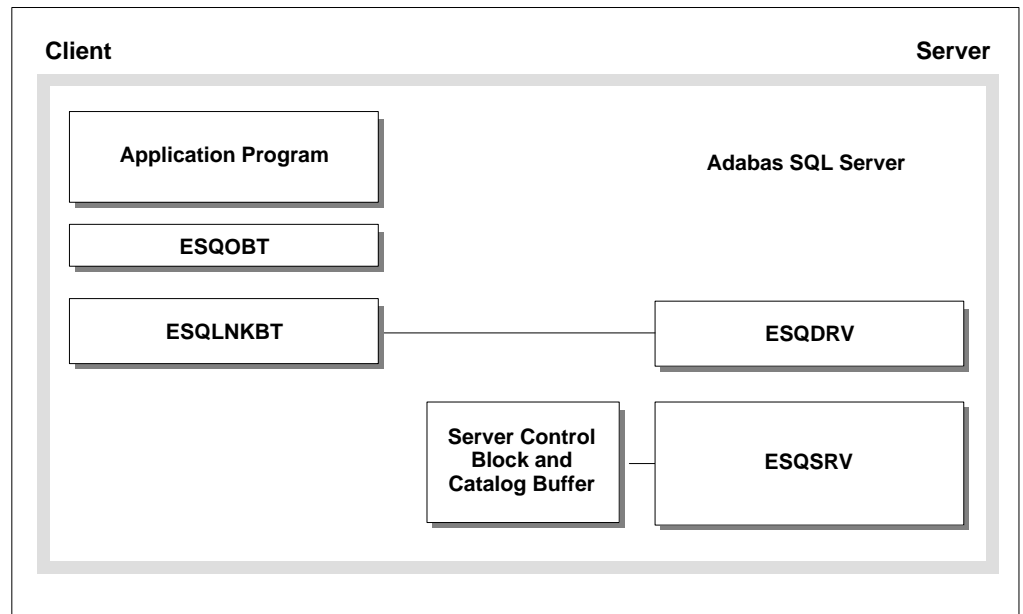 Client
Server
Application Program
Adabas SQL Server
ESQOBT
ESQLNKBT
ESQDRV
Server Control
Block and
Catalog Buffer
ESQSRV